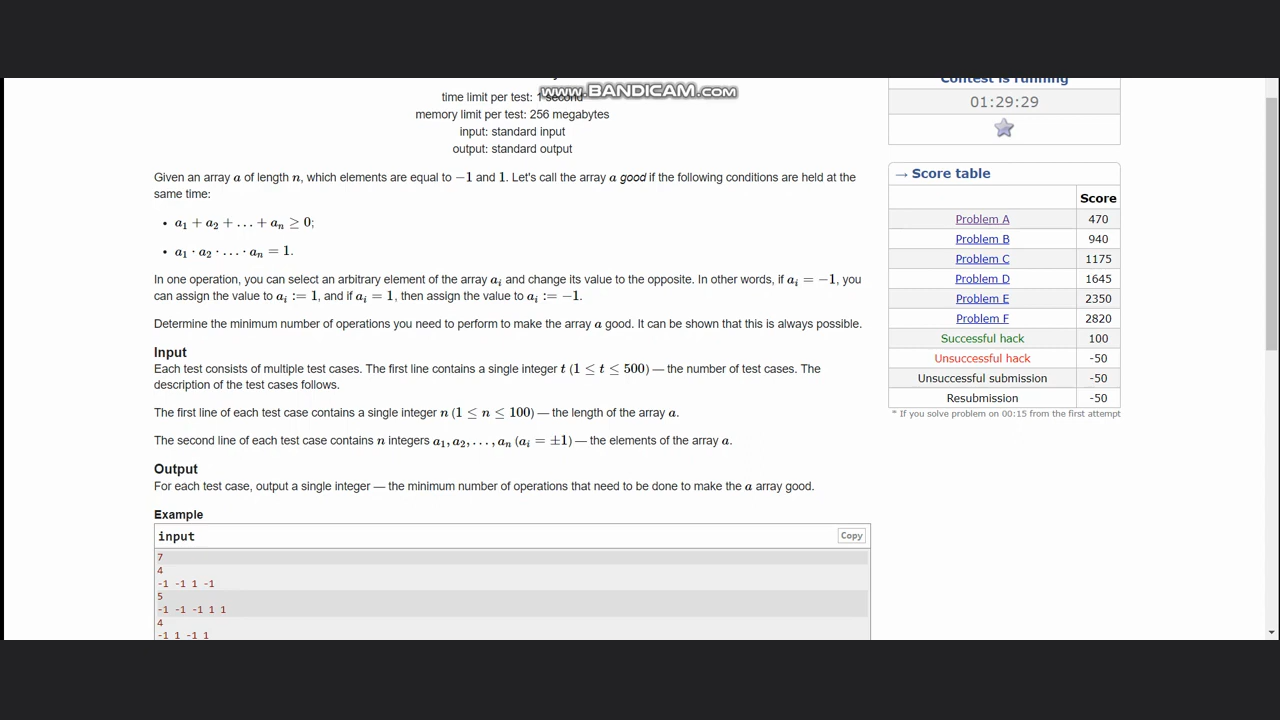 www.BANDICAM.com
time limit per test: 1 second
memory limit per test: 256 megabytes
input: standard input
output: standard output
Given an array a of length n, which elements are equal to −1 and 1. Let's call the array a good if the following conditions are held at the
same time:
• a₁ + a₂ + … + aₙ ≥ 0;
• a₁ · a₂ · … · aₙ = 1.
In one operation, you can select an arbitrary element of the array aᵢ and change its value to the opposite. In other words, if aᵢ = −1, you
can assign the value to aᵢ := 1, and if aᵢ = 1, then assign the value to aᵢ := −1.
Determine the minimum number of operations you need to perform to make the array a good. It can be shown that this is always possible.
Input
Each test consists of multiple test cases. The first line contains a single integer t (1 ≤ t ≤ 500) — the number of test cases. The
description of the test cases follows.
The first line of each test case contains a single integer n (1 ≤ n ≤ 100) — the length of the array a.
The second line of each test case contains n integers a₁, a₂, …, aₙ (aᵢ = ±1) — the elements of the array a.
Output
For each test case, output a single integer — the minimum number of operations that need to be done to make the a array good.
Example
input Copy
7
4
-1 -1 1 -1
5
-1 -1 -1 1 1
4
-1 1 -1 1
Contest is running
01:29:29
→ Score table
Score
Problem A 470
Problem B 940
Problem C 1175
Problem D 1645
Problem E 2350
Problem F 2820
Successful hack 100
Unsuccessful hack -50
Unsuccessful submission -50
Resubmission -50
* If you solve problem on 00:15 from the first attempt